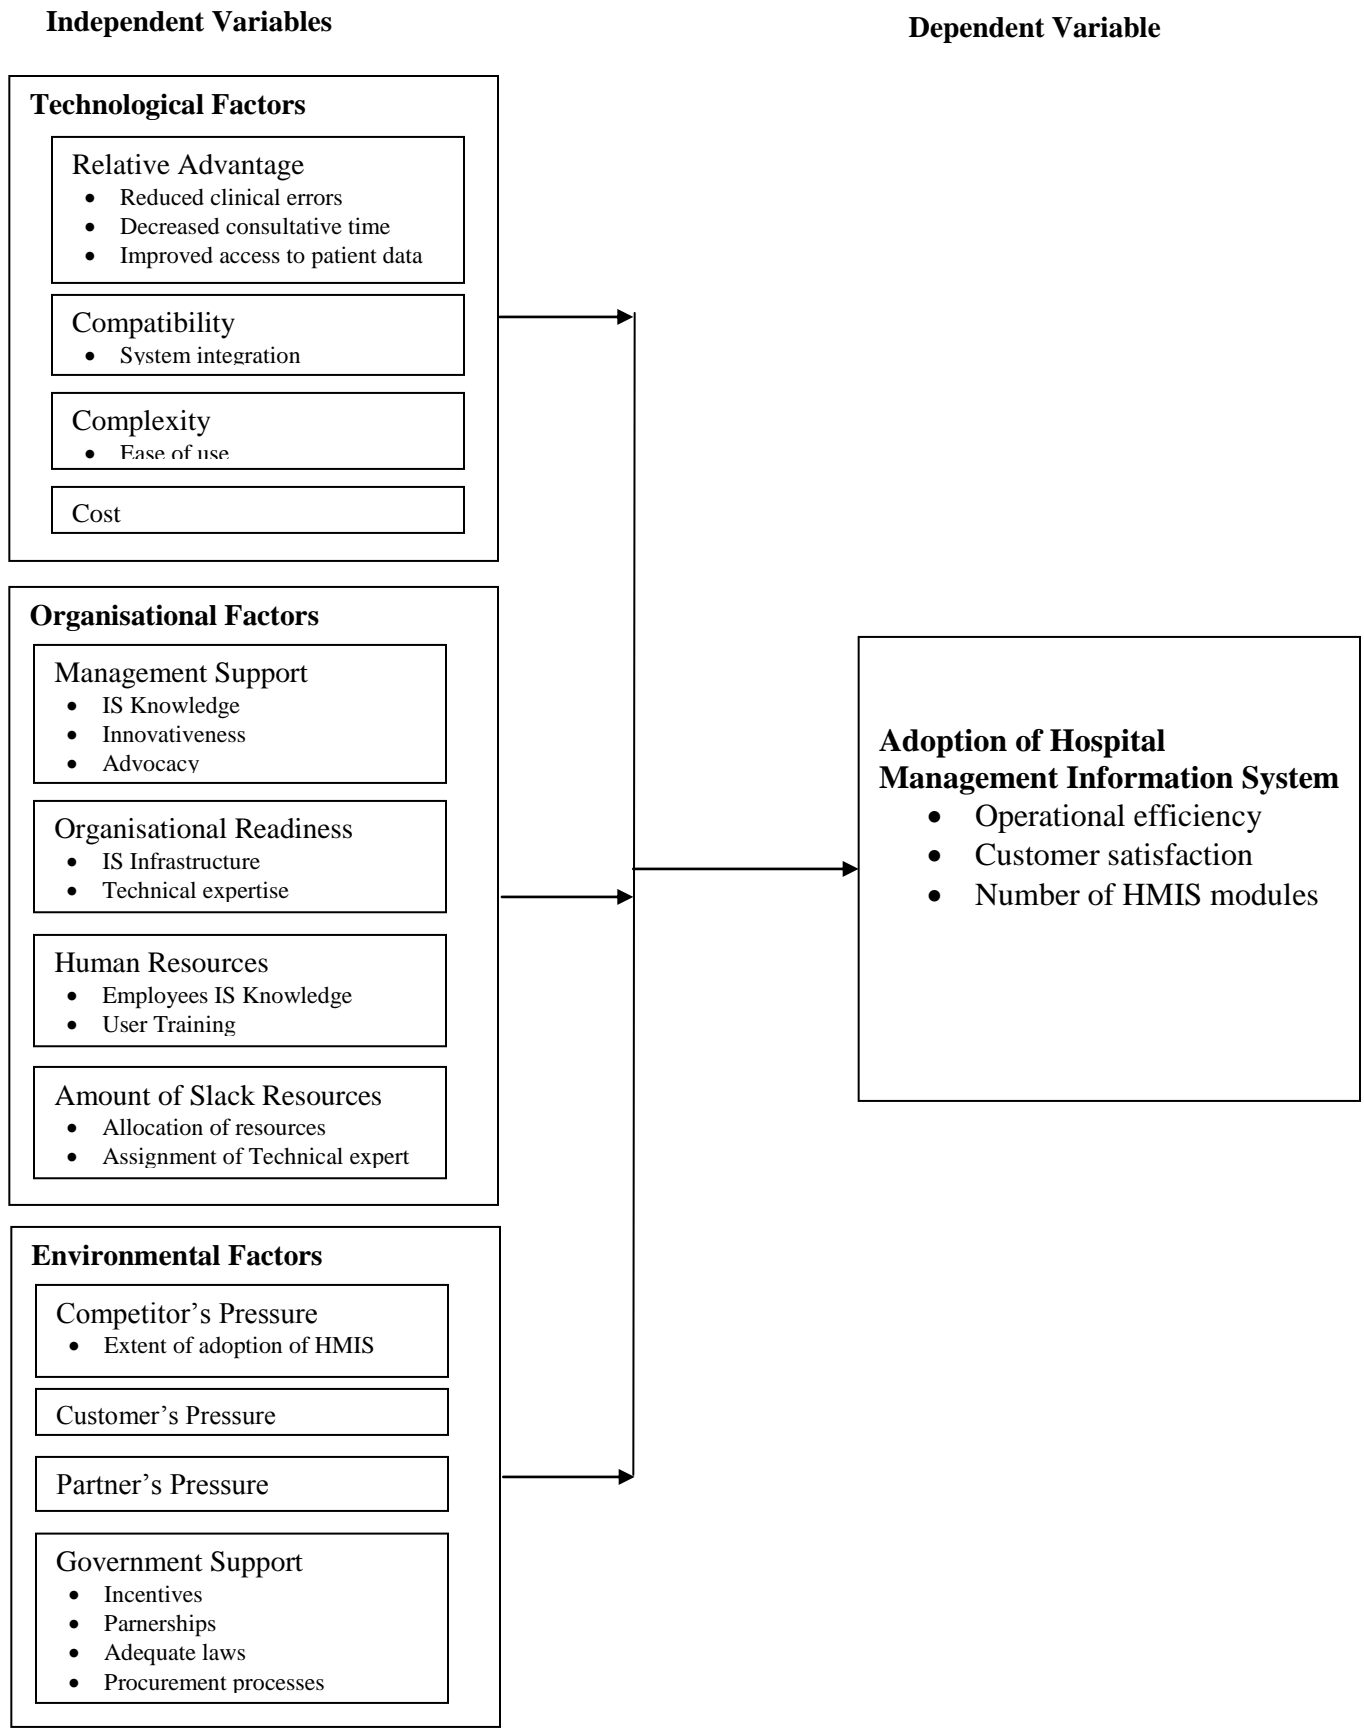 Independent Variables
Dependent Variable
Technological Factors
Relative Advantage
• Reduced clinical errors
• Decreased consultative time
• Improved access to patient data
Compatibility
• System integration
Complexity
• Ease of use
Cost
Organisational Factors
Management Support
• IS Knowledge
• Innovativeness
• Advocacy
Organisational Readiness
• IS Infrastructure
• Technical expertise
Human Resources
• Employees IS Knowledge
• User Training
Amount of Slack Resources
• Allocation of resources
• Assignment of Technical expert
Environmental Factors
Competitor’s Pressure
• Extent of adoption of HMIS
Customer’s Pressure
Partner’s Pressure
Government Support
• Incentives
• Parnerships
• Adequate laws
• Procurement processes
Adoption of Hospital
Management Information System
• Operational efficiency
• Customer satisfaction
• Number of HMIS modules